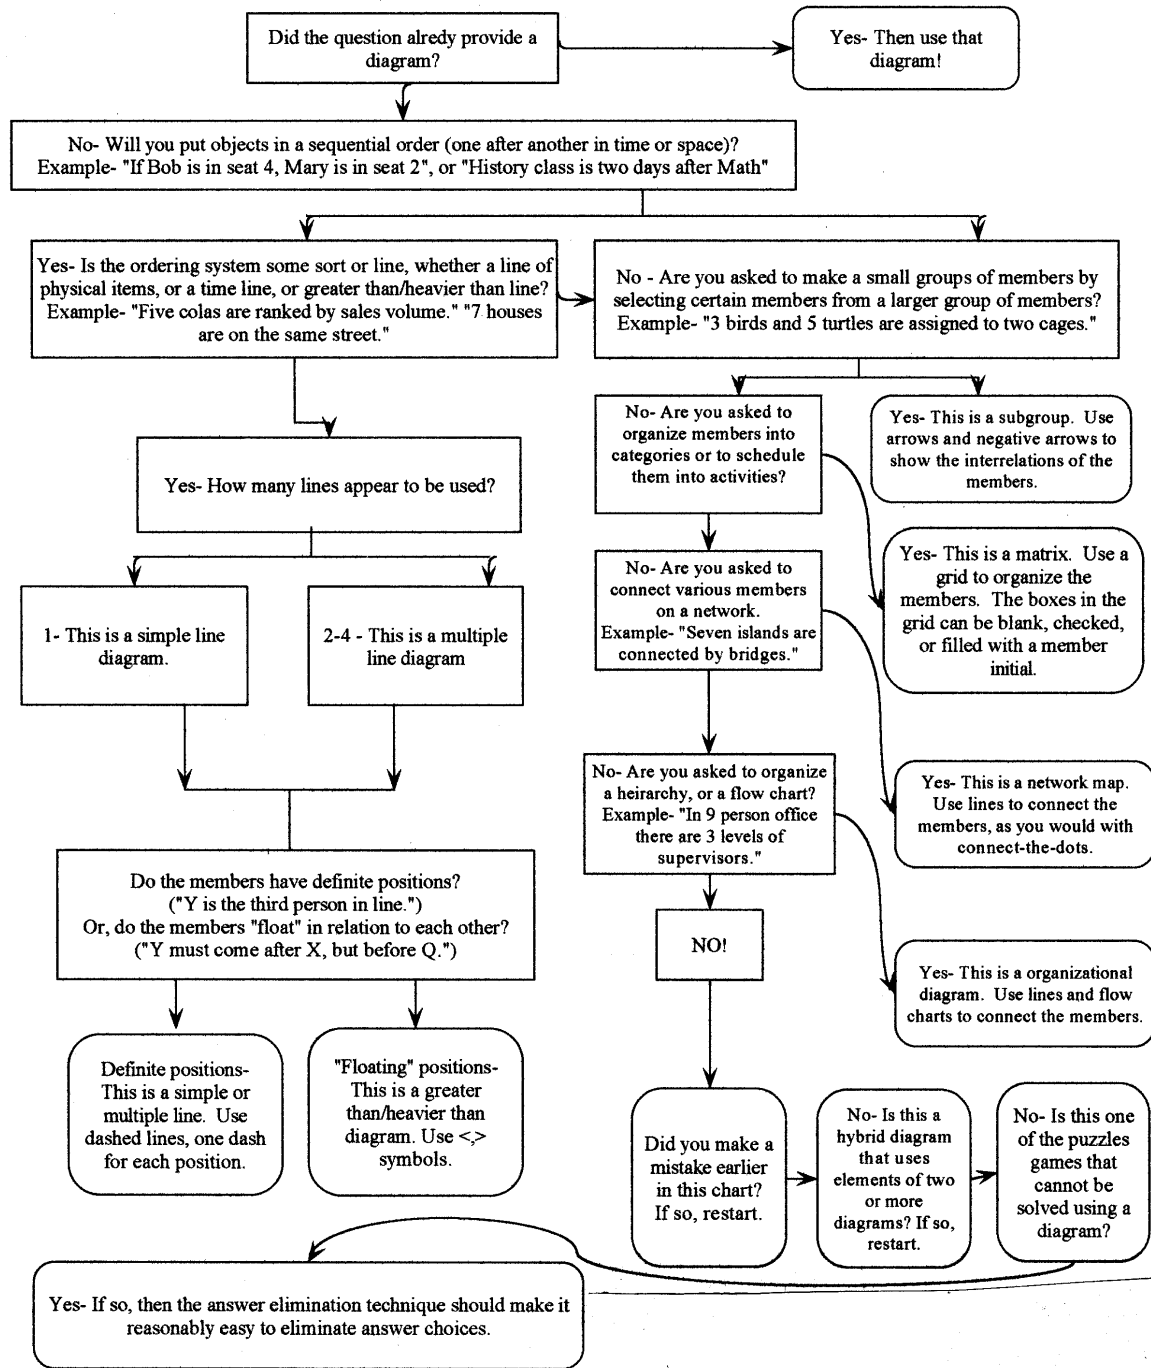 Did the question alredy provide a
diagram?
Yes- Then use that
diagram!
No- Will you put objects in a sequential order (one after another in time or space)?
Example- "If Bob is in seat 4, Mary is in seat 2", or "History class is two days after Math"
Yes- Is the ordering system some sort or line, whether a line of
physical items, or a time line, or greater than/heavier than line?
Example- "Five colas are ranked by sales volume." "7 houses
are on the same street."
No - Are you asked to make a small groups of members by
selecting certain members from a larger group of members?
Example- "3 birds and 5 turtles are assigned to two cages."
No- Are you asked to
organize members into
categories or to schedule
them into activities?
Yes- This is a subgroup. Use
arrows and negative arrows to
show the interrelations of the
members.
Yes- How many lines appear to be used?
Yes- This is a matrix. Use a
grid to organize the
members. The boxes in the
grid can be blank, checked,
or filled with a member
initial.
No- Are you asked to
connect various members
on a network.
Example- "Seven islands are
connected by bridges."
1- This is a simple line
diagram.
2-4 - This is a multiple
line diagram
No- Are you asked to organize
a heirarchy, or a flow chart?
Example- "In 9 person office
there are 3 levels of
supervisors."
Yes- This is a network map.
Use lines to connect the
members, as you would with
connect-the-dots.
Do the members have definite positions?
("Y is the third person in line.")
Or, do the members "float" in relation to each other?
("Y must come after X, but before Q.")
NO!
Yes- This is a organizational
diagram. Use lines and flow
charts to connect the members.
Definite positions-
This is a simple or
multiple line. Use
dashed lines, one dash
for each position.
"Floating" positions-
This is a greater
than/heavier than
diagram. Use <,>
symbols.
Did you make a
mistake earlier
in this chart?
If so, restart.
No- Is this a
hybrid diagram
that uses
elements of two
or more
diagrams? If so,
restart.
No- Is this one
of the puzzles
games that
cannot be
solved using a
diagram?
Yes- If so, then the answer elimination technique should make it
reasonably easy to eliminate answer choices.